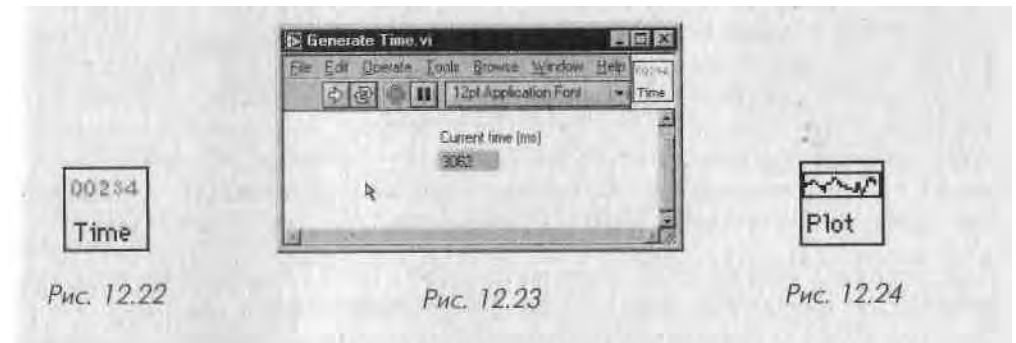 Generate Time.vi
File Edit Operate Tools Browse Window Help
12pt Application Font
00234
Time
Current time (ms)
3062
00234
Time
Plot
Рис. 12.22
Рис. 12.23
Рис. 12.24